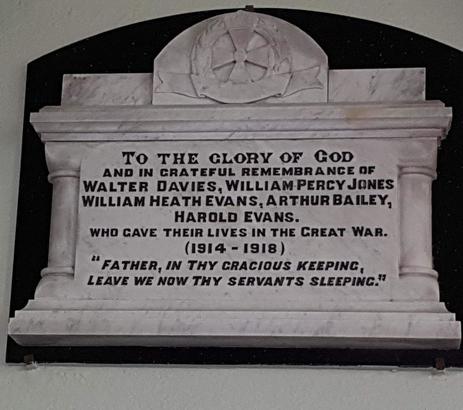 TO THE GLORY OF GOD
AND IN GRATEFUL REMEMBRANCE OF
WALTER DAVIES, WILLIAM PERCY JONES
WILLIAM HEATH EVANS, ARTHUR BAILEY,
HAROLD EVANS.
WHO GAVE THEIR LIVES IN THE GREAT WAR.
(1914 - 1918)
"FATHER, IN THY GRACIOUS KEEPING,
LEAVE WE NOW THY SERVANTS SLEEPING."